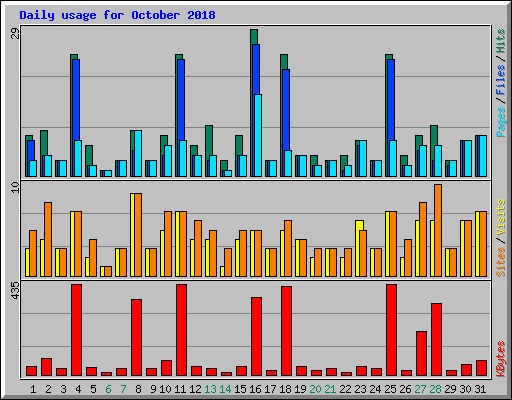 Daily usage for October 2018
29
Pages / Files / Hits
10
Sites / Visits
435
KBytes
1 2 3 4 5 6 7 8 9 10 11 12 13 14 15 16 17 18 19 20 21 22 23 24 25 26 27 28 29 30 31